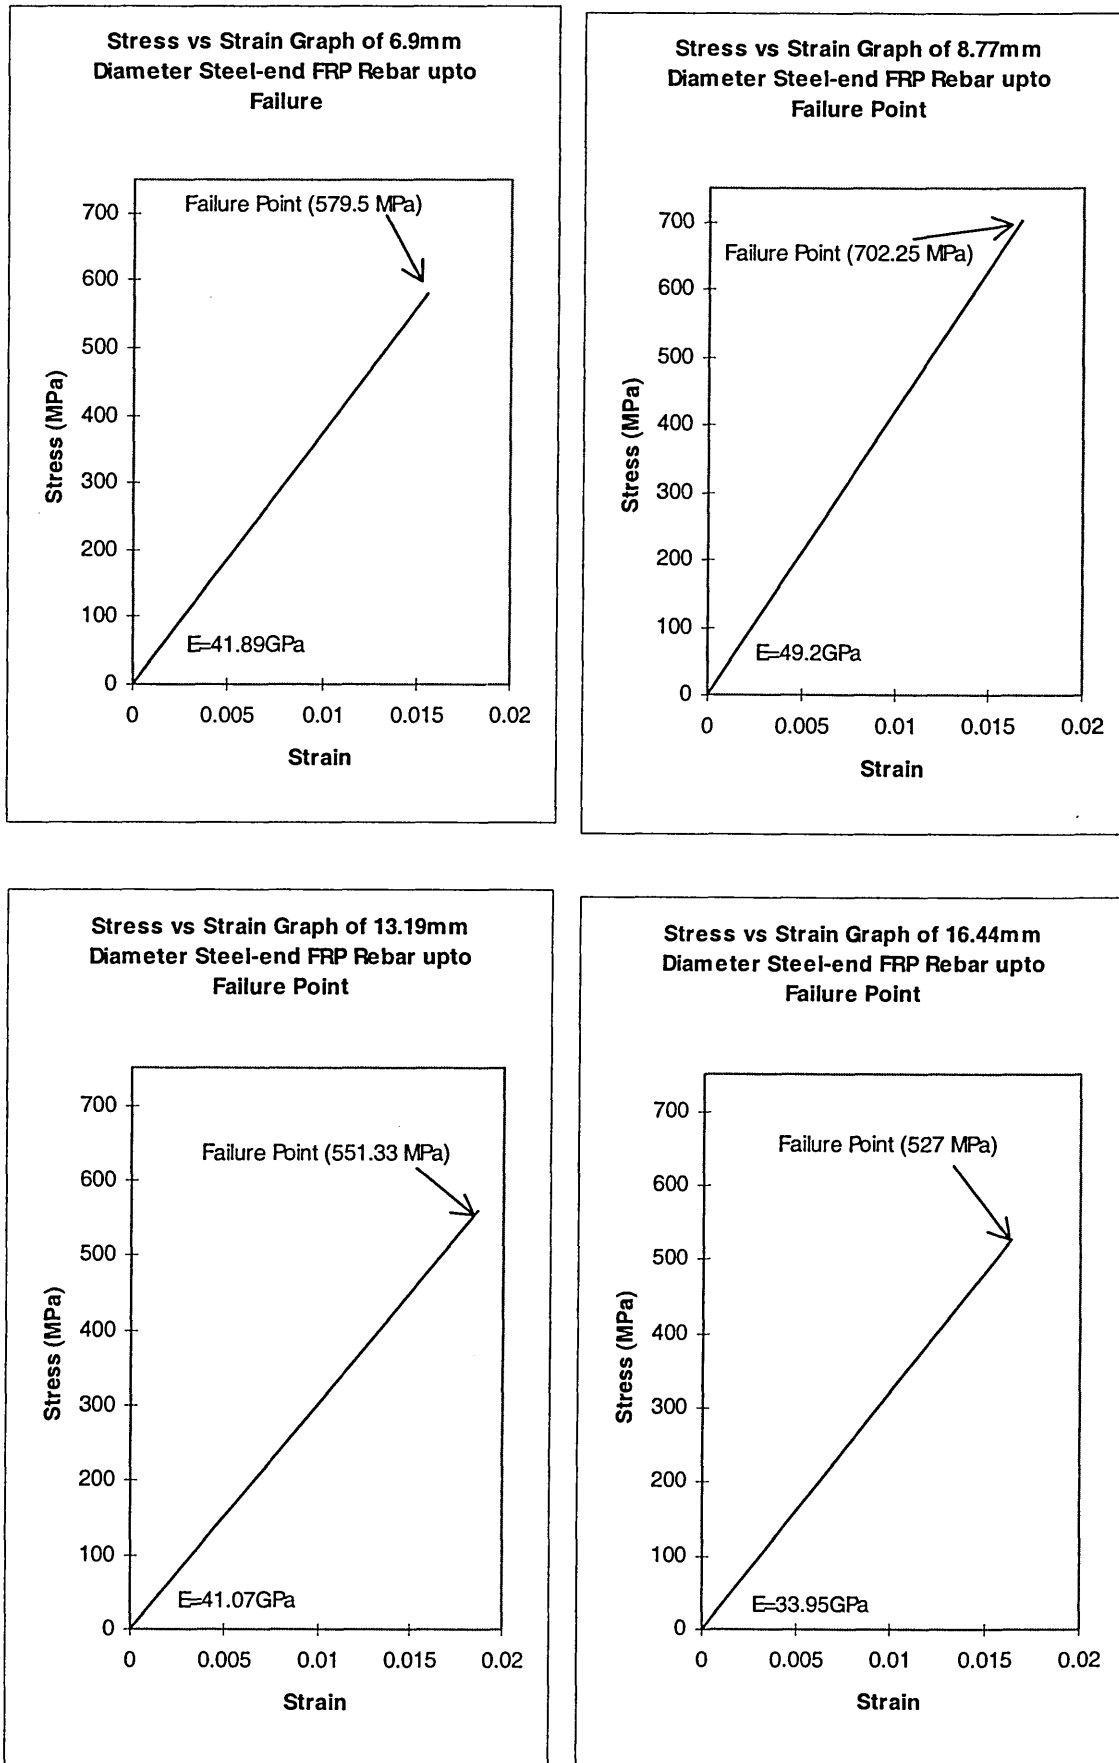 Stress vs Strain Graph of 6.9mm
Diameter Steel-end FRP Rebar upto
Failure
Failure Point (579.5 MPa)
700
600
500
400
300
200
100
0
Stress (MPa)
E=41.89GPa
0 0.005 0.01 0.015 0.02
Strain
Stress vs Strain Graph of 8.77mm
Diameter Steel-end FRP Rebar upto
Failure Point
Failure Point (702.25 MPa)
700
600
500
400
300
200
100
0
Stress (MPa)
E=49.2GPa
0 0.005 0.01 0.015 0.02
Strain
Stress vs Strain Graph of 13.19mm
Diameter Steel-end FRP Rebar upto
Failure Point
Failure Point (551.33 MPa)
700
600
500
400
300
200
100
0
Stress (MPa)
E=41.07GPa
0 0.005 0.01 0.015 0.02
Strain
Stress vs Strain Graph of 16.44mm
Diameter Steel-end FRP Rebar upto
Failure Point
Failure Point (527 MPa)
700
600
500
400
300
200
100
0
Stress (MPa)
E=33.95GPa
0 0.005 0.01 0.015 0.02
Strain